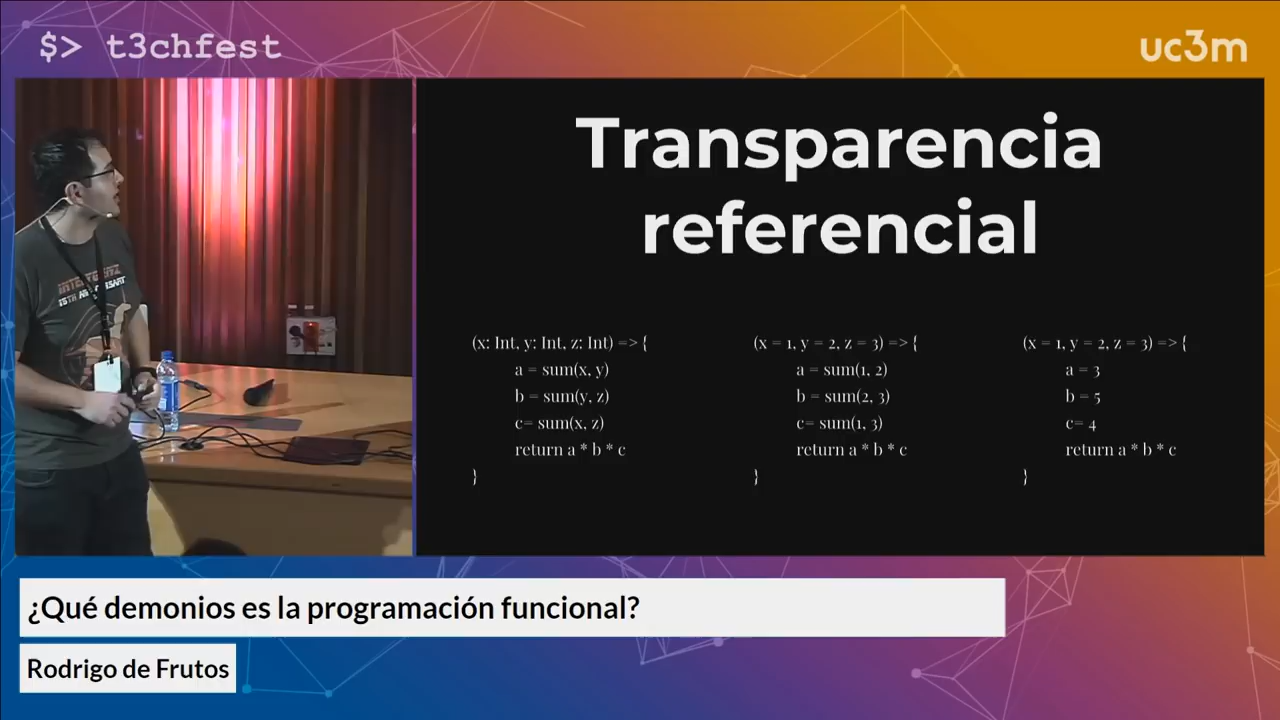 $> t3chfest
uc3m
Transparencia
referencial
(x: Int, y: Int, z: Int) => {
a = sum(x, y)
b = sum(y, z)
c= sum(x, z)
return a * b * c
}
(x = 1, y = 2, z = 3) => {
a = sum(1, 2)
b = sum(2, 3)
c= sum(1, 3)
return a * b * c
}
(x = 1, y = 2, z = 3) => {
a = 3
b = 5
c= 4
return a * b * c
}
¿Qué demonios es la programación funcional?
Rodrigo de Frutos